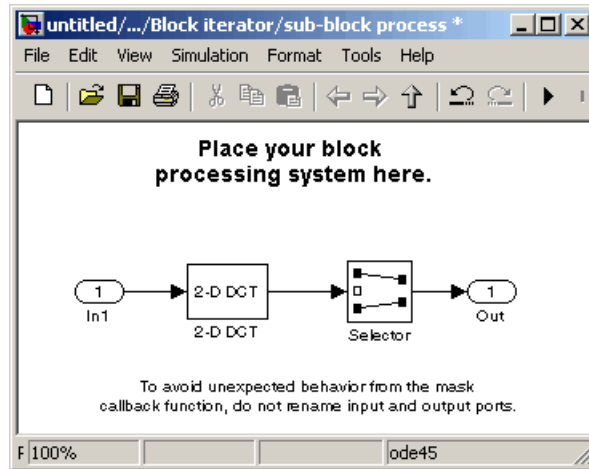 untitled/.../Block iterator/sub-block process *
File Edit View Simulation Format Tools Help
Place your block
processing system here.
1
2-D DCT
1
In1
2-D DCT
Selector
Out
To avoid unexpected behavior from the mask
callback function, do not rename input and output ports.
F 100% ode45